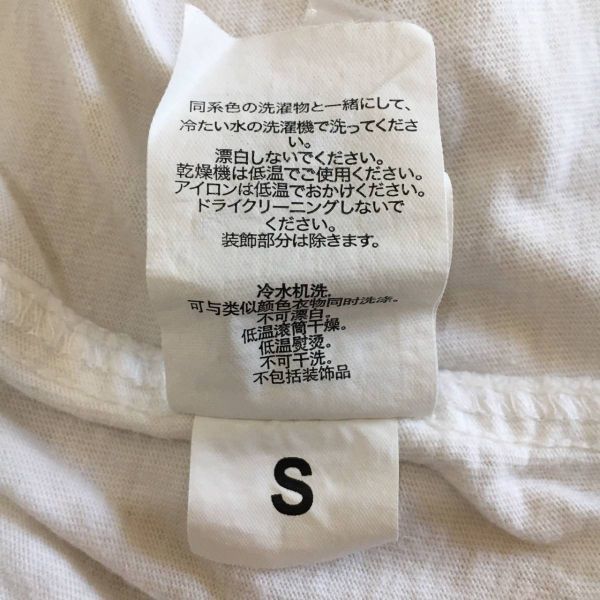 同系色の洗濯物と一緒にして、
冷たい水の洗濯機で洗ってくださ
い。
漂白しないでください。
乾燥機は低温でご使用ください。
アイロンは低温でおかけください。
ドライクリーニングしないで
ください。
装飾部分は除きます。
冷水机洗.
可与类似颜色衣物同时洗涤。
不可漂白。
低温滚筒干燥。
低温熨烫。
不可干洗。
不包括装饰品
S